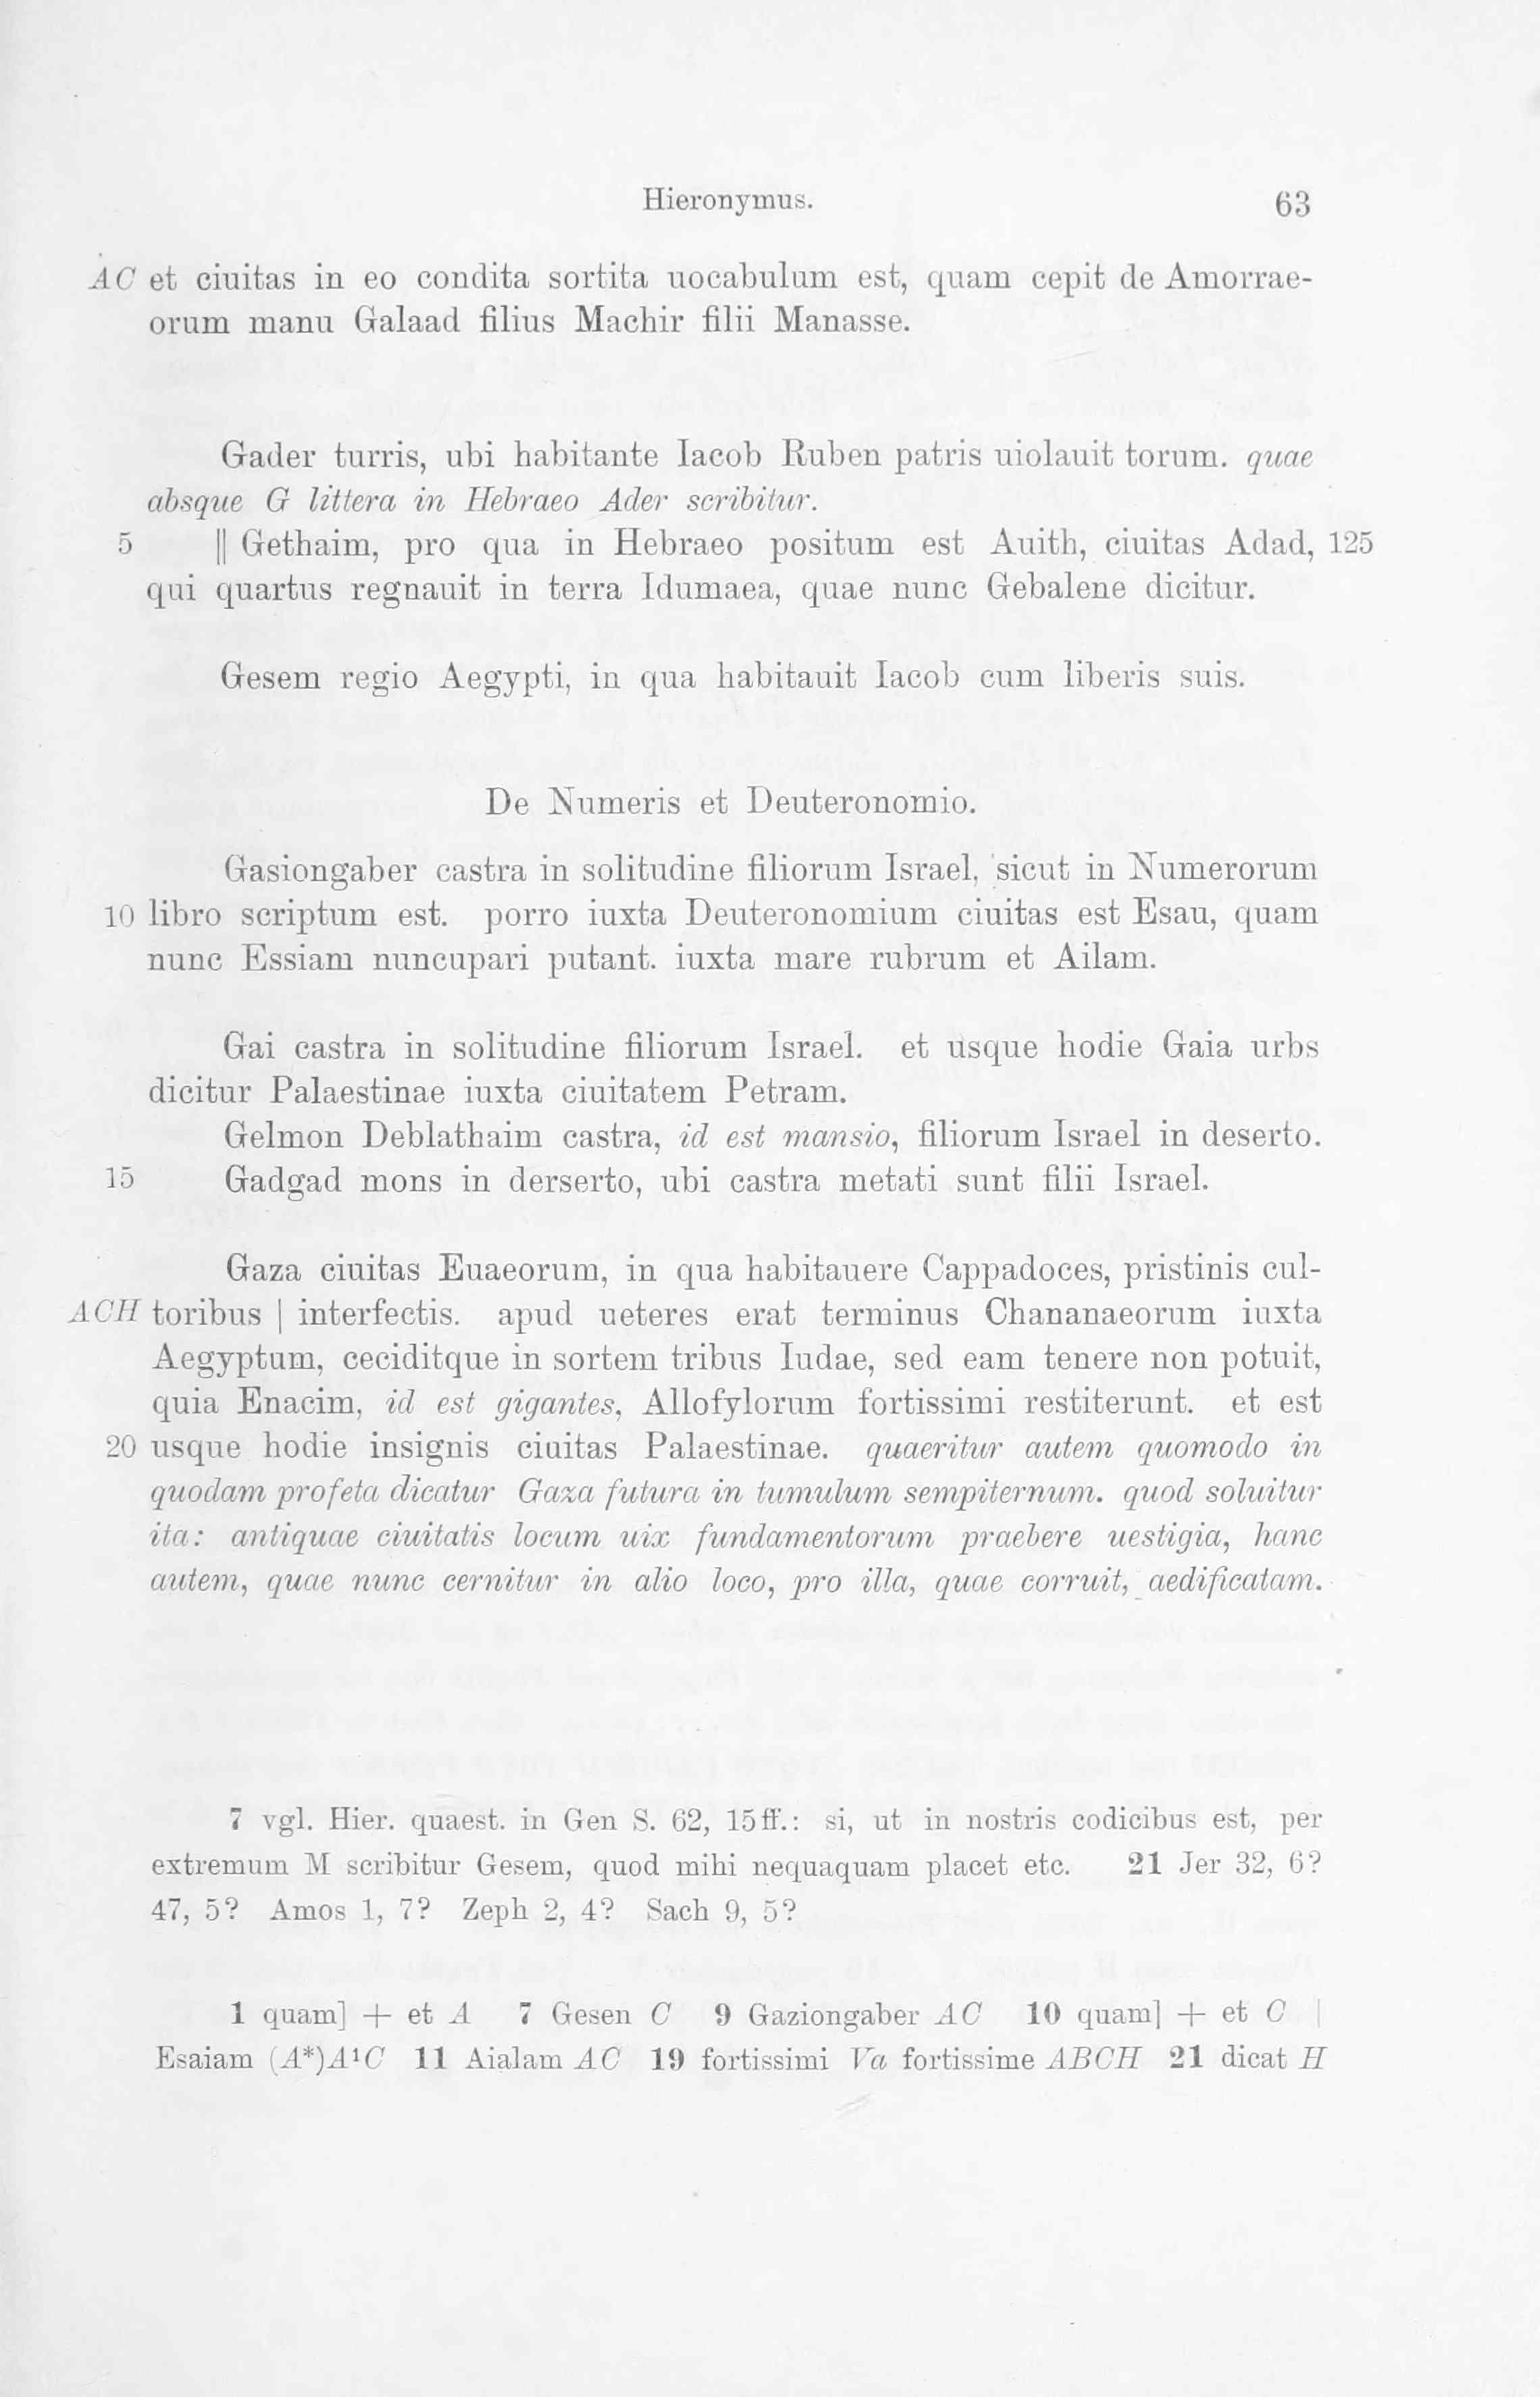 Hieronymus. 63
AC et ciuitas in eo condita sortita uocabulum est, quam cepit de Amorrae-
orum manu Galaad filius Machir filii Manasse.
Gader turris, ubi habitante Iacob Ruben patris uiolauit torum. quae
absque G littera in Hebraeo Ader scribitur.
5 || Gethaim, pro qua in Hebraeo positum est Auith, ciuitas Adad, 125
qui quartus regnauit in terra Idumaea, quae nunc Gebalene dicitur.
Gesem regio Aegypti, in qua habitauit Iacob cum liberis suis.
De Numeris et Deuteronomio.
Gasiongaber castra in solitudine filiorum Israel, sicut in Numerorum
10 libro scriptum est. porro iuxta Deuteronomium ciuitas est Esau, quam
nunc Essiam nuncupari putant. iuxta mare rubrum et Ailam.
Gai castra in solitudine filiorum Israel. et usque hodie Gaia urbs
dicitur Palaestinae iuxta ciuitatem Petram.
Gelmon Deblathaim castra, id est mansio, filiorum Israel in deserto.
15 Gadgad mons in derserto, ubi castra metati sunt filii Israel.
Gaza ciuitas Euaeorum, in qua habitauere Cappadoces, pristinis cul-
ACH toribus | interfectis. apud ueteres erat terminus Chananaeorum iuxta
Aegyptum, ceciditque in sortem tribus Iudae, sed eam tenere non potuit,
quia Enacim, id est gigantes, Allofylorum fortissimi restiterunt. et est
20 usque hodie insignis ciuitas Palaestinae. quaeritur autem quomodo in
quodam profeta dicatur Gaza futura in tumulum sempiternum. quod soluitur
ita: antiquae ciuitatis locum uix fundamentorum praebere uestigia, hanc
autem, quae nunc cernitur in alio loco, pro illa, quae corruit, aedificatam.
7 vgl. Hier. quaest. in Gen S. 62, 15 ff.: si, ut in nostris codicibus est, per
extremum M scribitur Gesem, quod mihi nequaquam placet etc. 21 Jer 32, 6?
47, 5? Amos 1, 7? Zeph 2, 4? Sach 9, 5?
1 quam] + et A 7 Gesen C 9 Gaziongaber AC 10 quam] + et C |
Esaiam (A*)A¹C 11 Aialam AC 19 fortissimi Va fortissime ABCH 21 dicat H